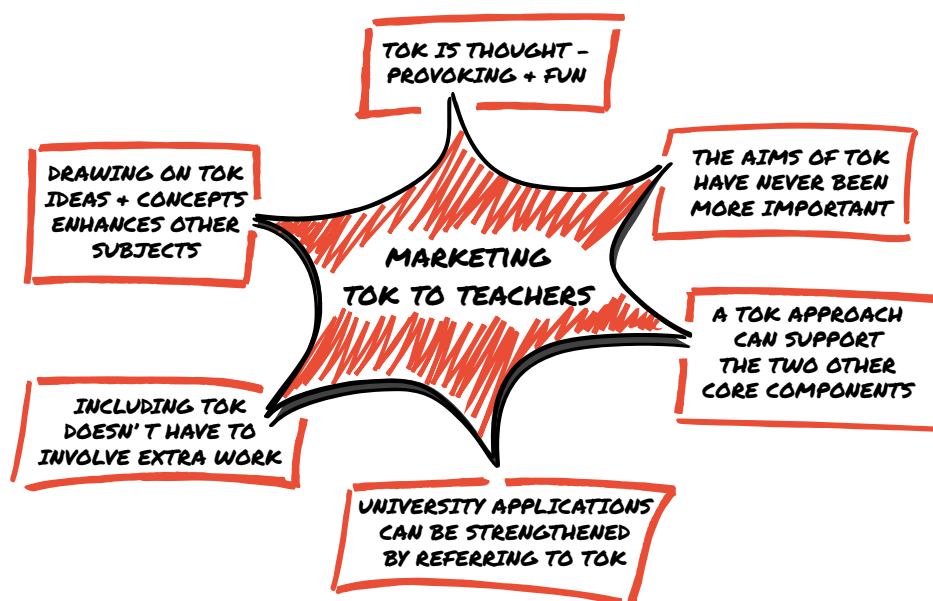 TOK IS THOUGHT -
PROVOKING + FUN
DRAWING ON TOK
IDEAS + CONCEPTS
ENHANCES OTHER
SUBJECTS
THE AIMS OF TOK
HAVE NEVER BEEN
MORE IMPORTANT
MARKETING
TOK TO TEACHERS
A TOK APPROACH
CAN SUPPORT
THE TWO OTHER
CORE COMPONENTS
INCLUDING TOK
DOESN'T HAVE TO
INVOLVE EXTRA WORK
UNIVERSITY APPLICATIONS
CAN BE STRENGTHENED
BY REFERRING TO TOK